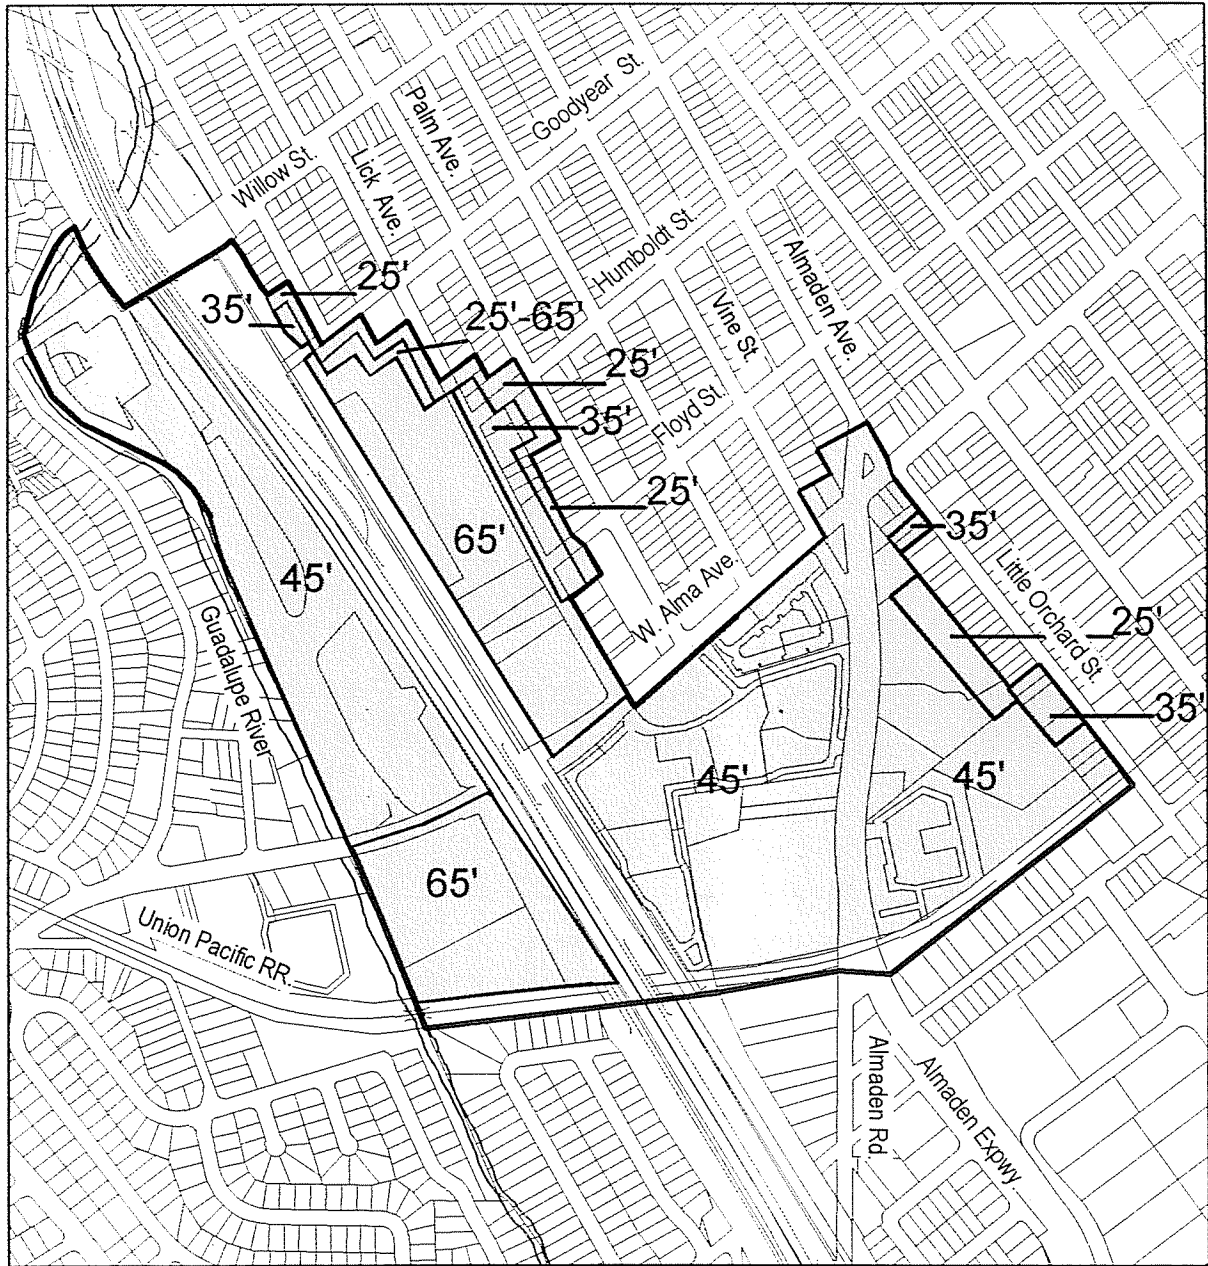 Goodyear St.
Palm Ave.
Lick Ave.
Willow St.
Humboldt St.
Almaden Ave.
25'
35'
25'-65'
Vine St.
25'
35'
Floyd St.
25'
65'
35'
45'
W. Alma Ave.
Little Orchard St.
25'
Guadalupe River
35'
45'
45'
65'
Union Pacific RR.
Almaden Rd.
Almaden Expwy.